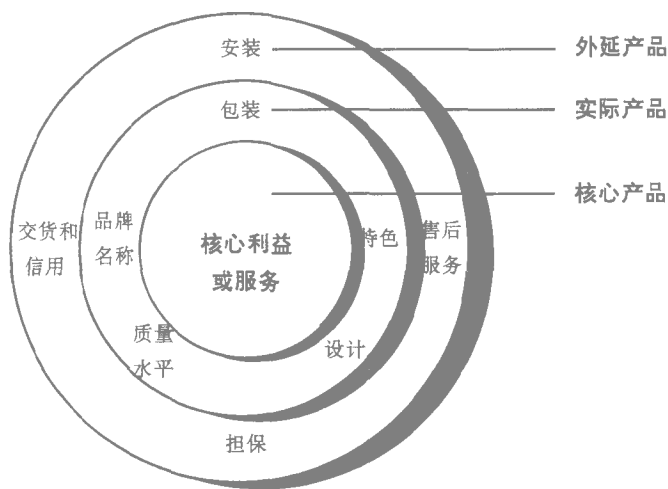 安装
外延产品
包装
实际产品
核心产品
品牌
名称
交货和
信用
核心利益
或服务
特色
售后
服务
质量
水平
设计
担保